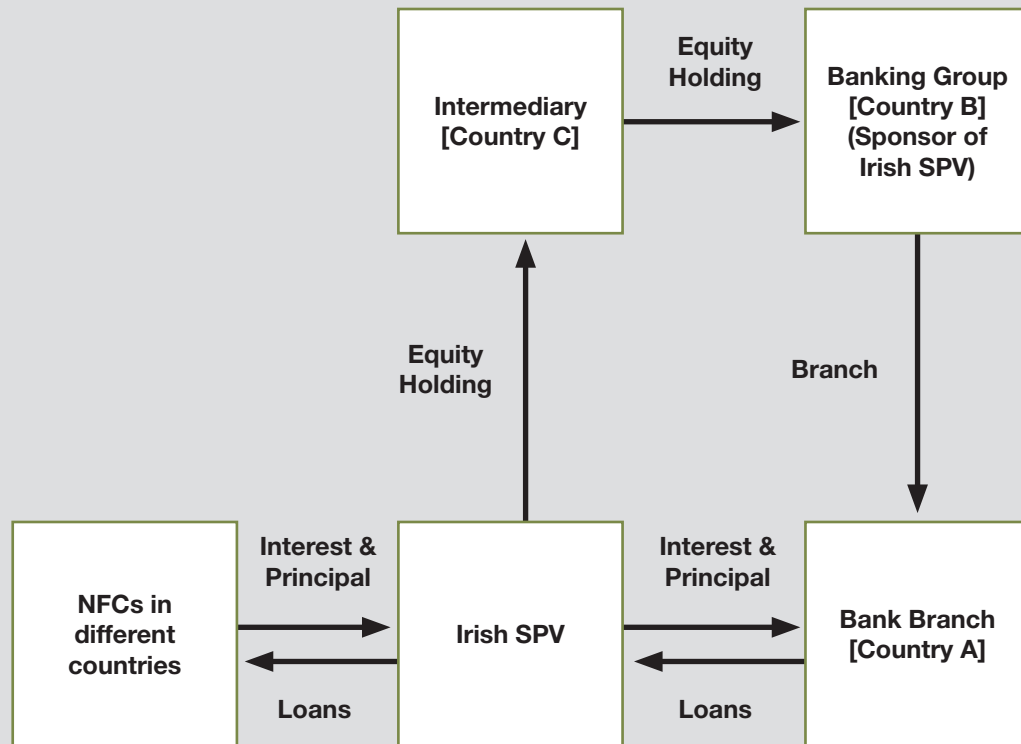 Equity
Holding
Intermediary
[Country C]
Banking Group
[Country B]
(Sponsor of
Irish SPV)
Equity
Holding
Branch
NFCs in
different
countries
Interest &
Principal
Loans
Irish SPV
Interest &
Principal
Loans
Bank Branch
[Country A]